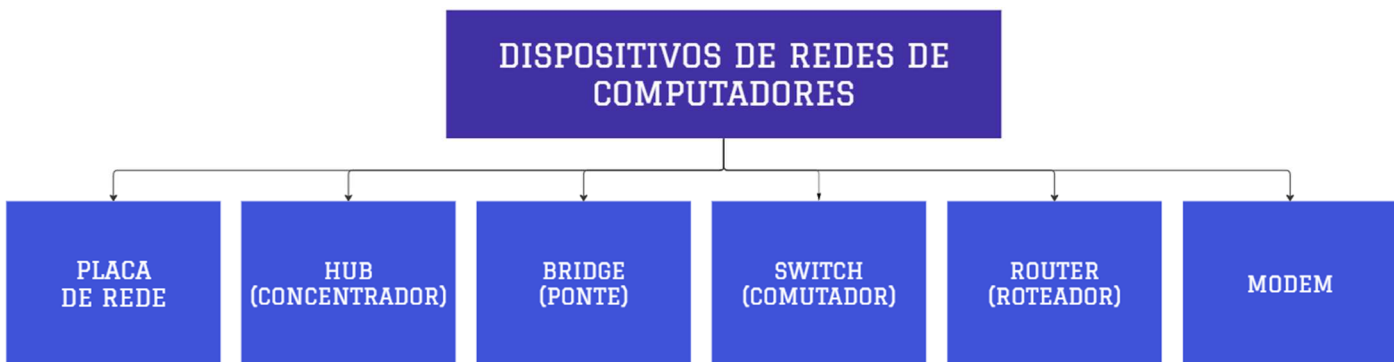 DISPOSITIVOS DE REDES DE
COMPUTADORES
PLACA
DE REDE
HUB
(CONCENTRADOR)
BRIDGE
(PONTE)
SWITCH
(COMUTADOR)
ROUTER
(ROTEADOR)
MODEM